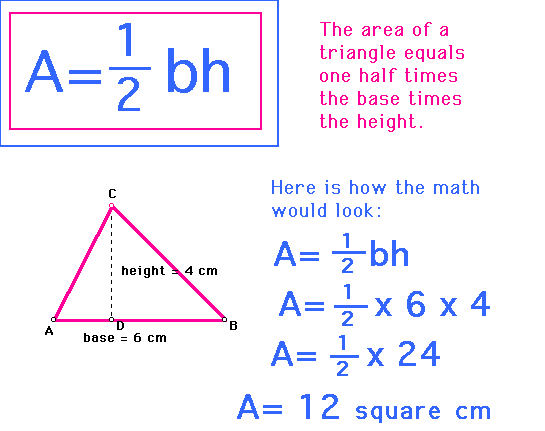 A= 1/2 bh
The area of a
triangle equals
one half times
the base times
the height.
Here is how the math
would look:
A= 1/2 bh
A= 1/2 x 6 x 4
A= 1/2 x 24
A= 12 square cm
C
height = 4 cm
A
D
B
base = 6 cm